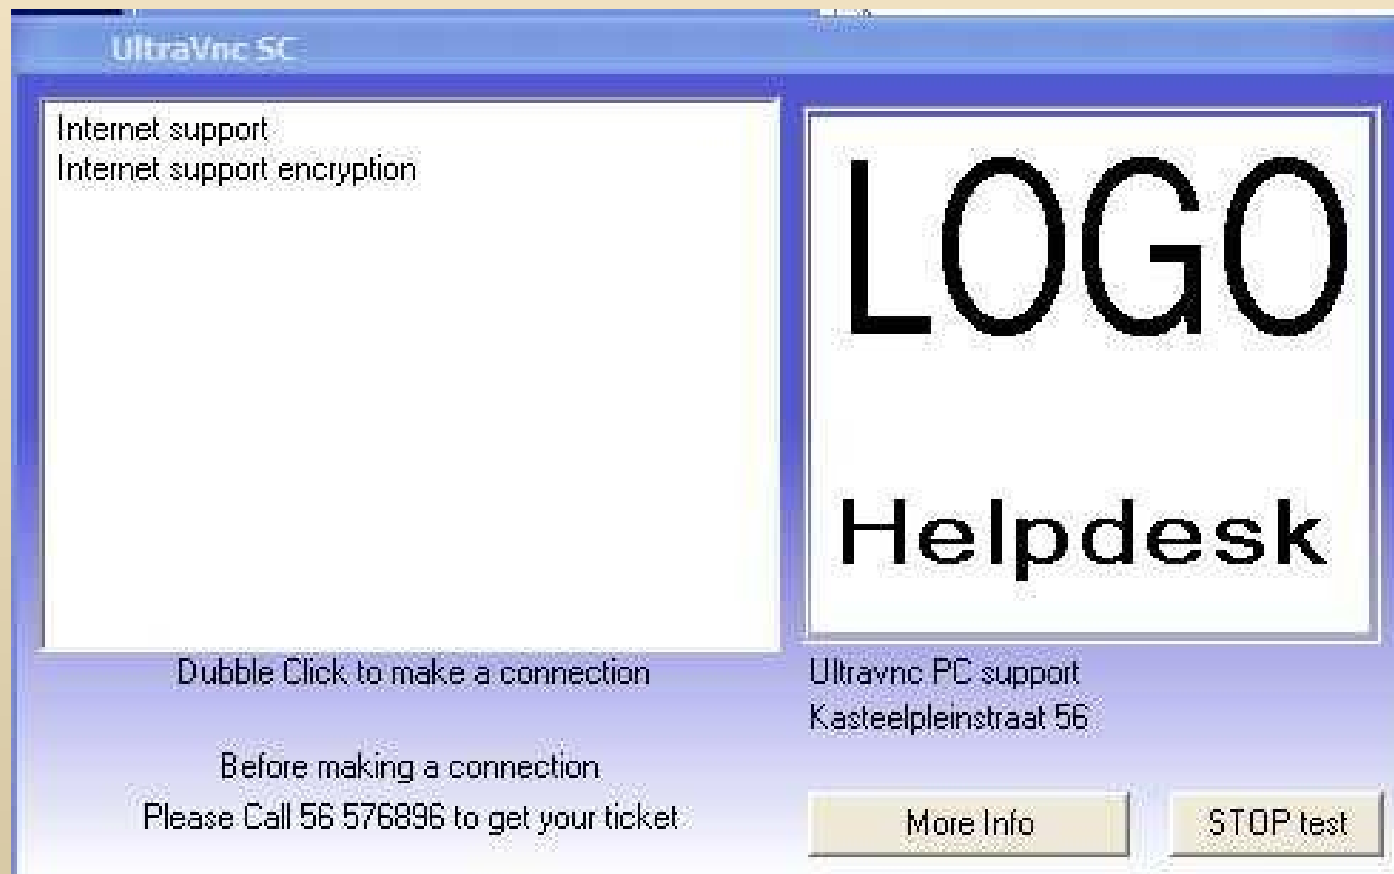 UltraVnc SC
Internet support
Internet support encryption
LOGO
Helpdesk
Dubble Click to make a connection
Before making a connection
Please Call 56 576896 to get your ticket
Ultravnc PC support
Kasteelpleinstraat 56
More Info
STOP test